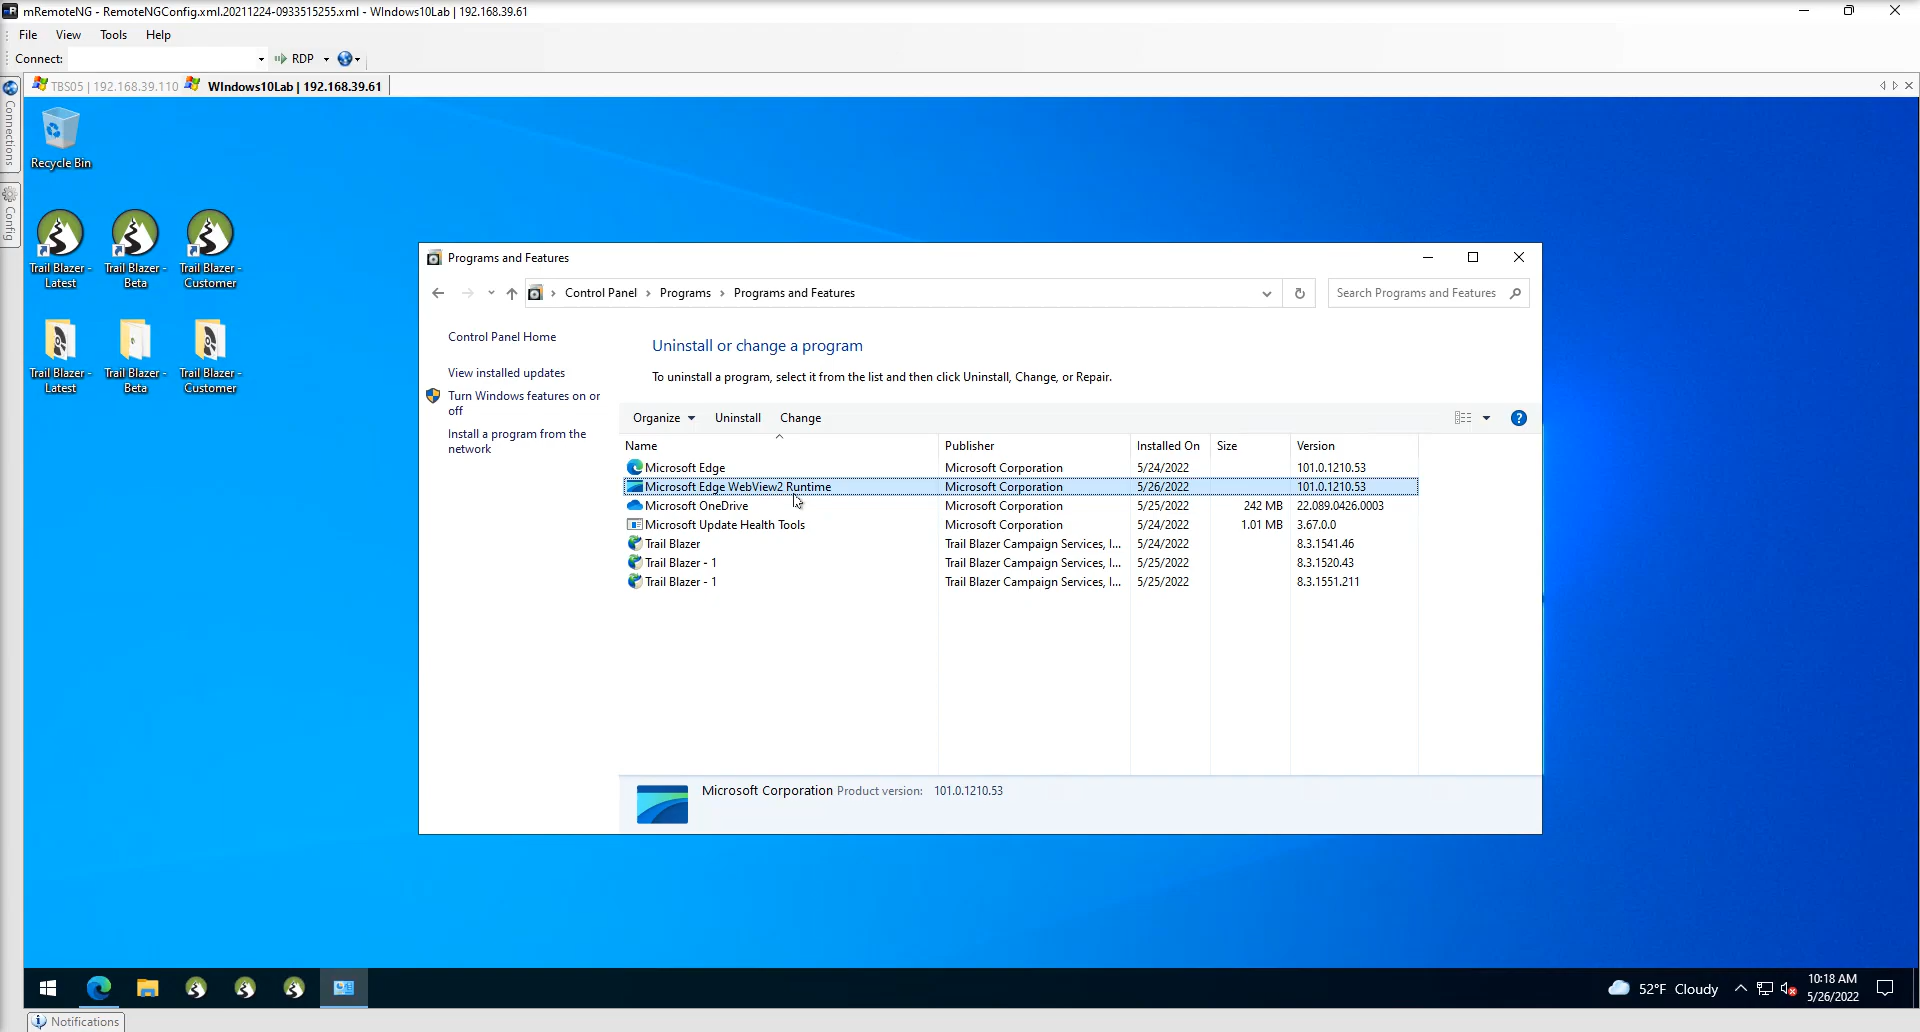 mRemoteNG - RemoteNGConfig.xml.20211224-0933515255.xml - WIndows10Lab | 192.168.39.61
File View Tools Help
Connect: RDP
TBS05 | 192.168.39.110 WIndows10Lab | 192.168.39.61
Connections
Config
Recycle Bin
Trail Blazer - Latest
Trail Blazer - Beta
Trail Blazer - Customer
Trail Blazer - Latest
Trail Blazer - Beta
Trail Blazer - Customer
Programs and Features
Control Panel > Programs > Programs and Features
Search Programs and Features
Control Panel Home
View installed updates
Turn Windows features on or
off
Install a program from the
network
Uninstall or change a program
To uninstall a program, select it from the list and then click Uninstall, Change, or Repair.
Organize Uninstall Change
Name Publisher Installed On Size Version
Microsoft Edge Microsoft Corporation 5/24/2022 101.0.1210.53
Microsoft Edge WebView2 Runtime Microsoft Corporation 5/26/2022 101.0.1210.53
Microsoft OneDrive Microsoft Corporation 5/25/2022 242 MB 22.089.0426.0003
Microsoft Update Health Tools Microsoft Corporation 5/24/2022 1.01 MB 3.67.0.0
Trail Blazer Trail Blazer Campaign Services, I... 5/24/2022 8.3.1541.46
Trail Blazer - 1 Trail Blazer Campaign Services, I... 5/25/2022 8.3.1520.43
Trail Blazer - 1 Trail Blazer Campaign Services, I... 5/25/2022 8.3.1551.211
Microsoft Corporation Product version: 101.0.1210.53
52°F Cloudy
10:18 AM
5/26/2022
Notifications